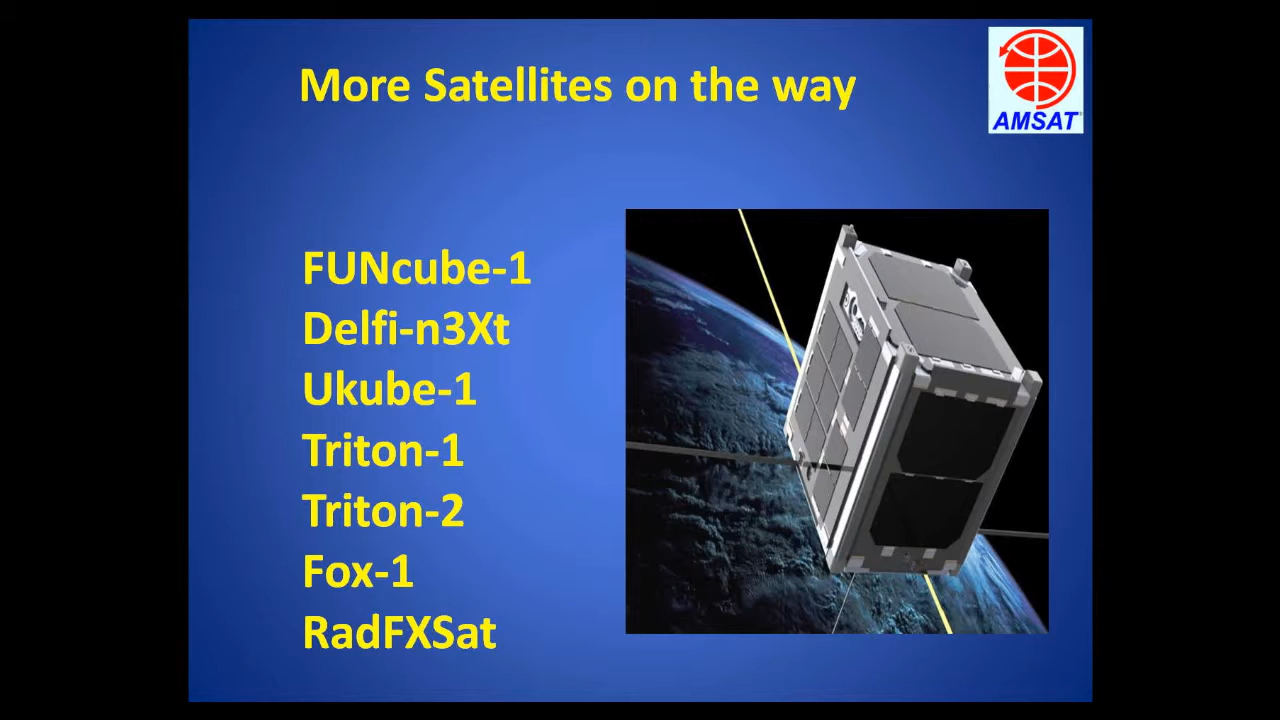 More Satellites on the way
AMSAT
FUNcube-1
Delfi-n3Xt
Ukube-1
Triton-1
Triton-2
Fox-1
RadFXSat